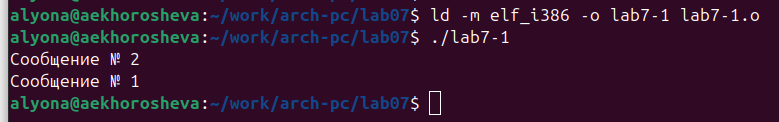 alyona@aekhorosheva:~/work/arch-pc/lab07$ ld -m elf_i386 -o lab7-1 lab7-1.o
alyona@aekhorosheva:~/work/arch-pc/lab07$ ./lab7-1
Сообщение № 2
Сообщение № 1
alyona@aekhorosheva:~/work/arch-pc/lab07$